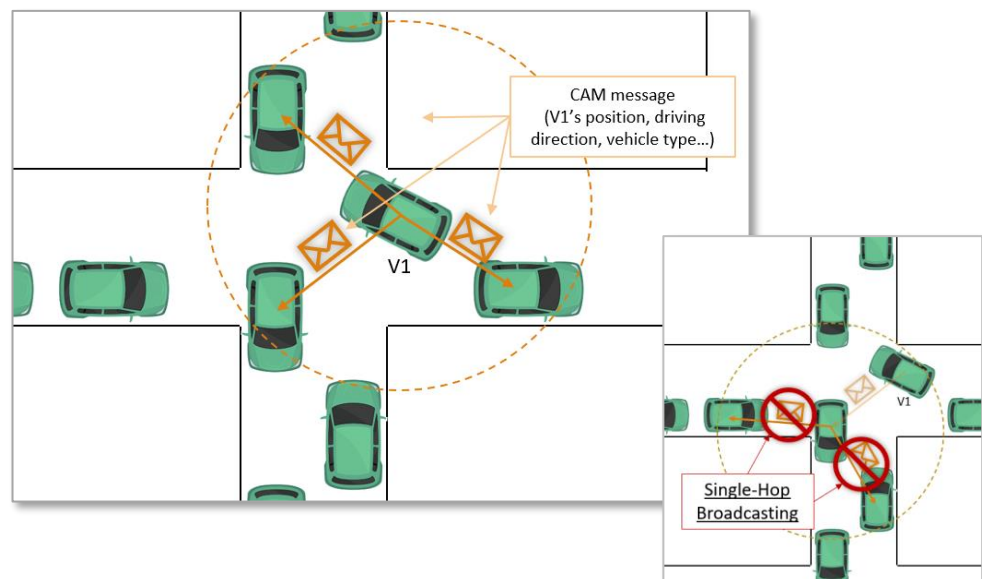 CAM message
(V1's position, driving
direction, vehicle type…)
V1
V1
Single-Hop
Broadcasting